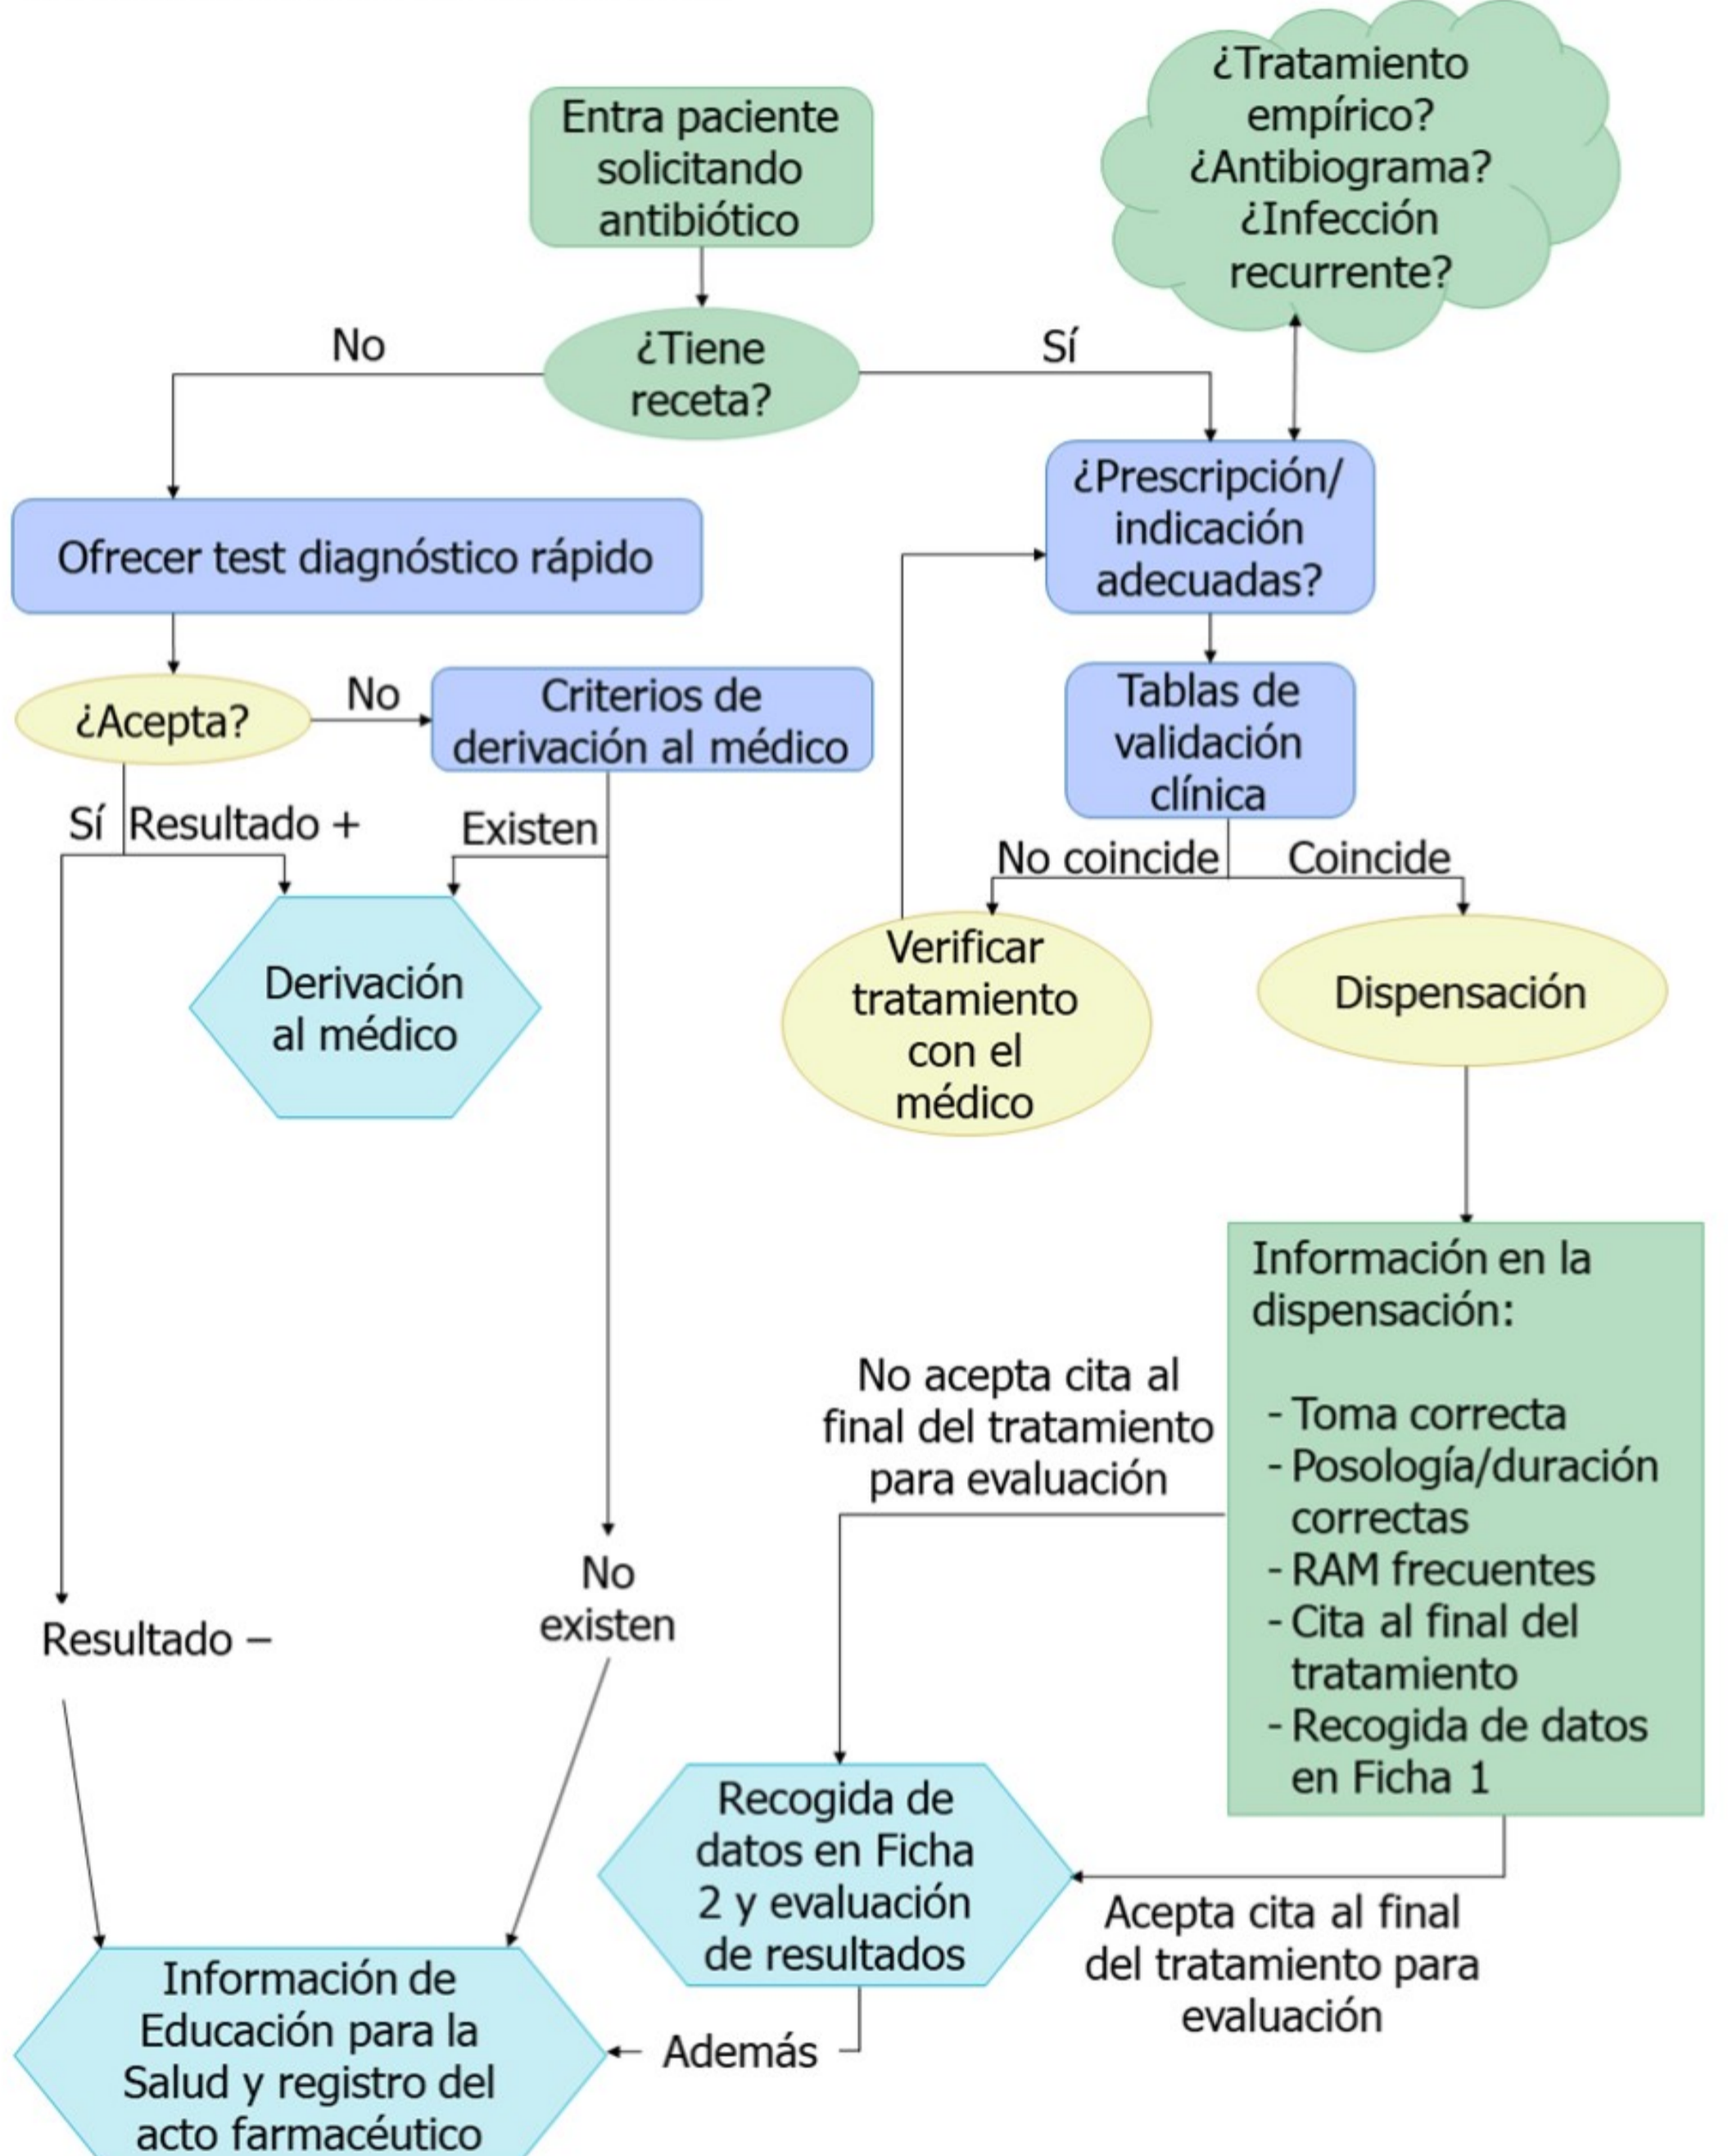 ¿Tratamiento
empírico?
¿Antibiograma?
¿Infección
recurrente?
Entra paciente
solicitando
antibiótico
¿Tiene
receta?
No
Sí
¿Prescripción/
indicación
adecuadas?
Ofrecer test diagnóstico rápido
¿Acepta?
No
Criterios de
derivación al médico
Tablas de
validación
clínica
Sí
Resultado +
Existen
No coincide
Coincide
Derivación
al médico
Verificar
tratamiento
con el
médico
Dispensación
Información en la
dispensación:
- Toma correcta
- Posología/duración
correctas
- RAM frecuentes
- Cita al final del
tratamiento
- Recogida de datos
en Ficha 1
No acepta cita al
final del tratamiento
para evaluación
No
existen
Resultado –
Recogida de
datos en Ficha
2 y evaluación
de resultados
Acepta cita al final
del tratamiento para
evaluación
Además
Información de
Educación para la
Salud y registro del
acto farmacéutico